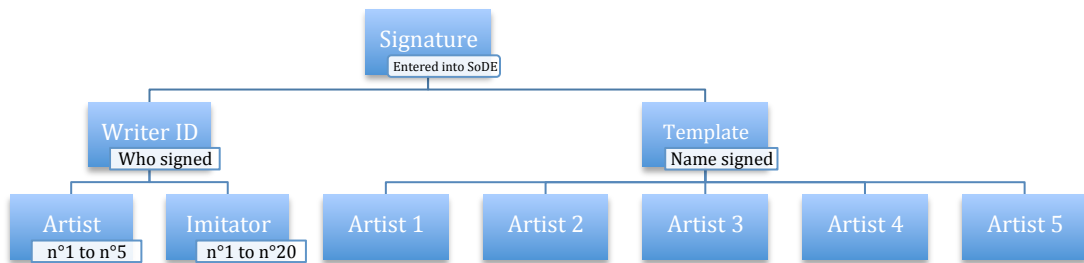 Signature
Entered into SoDE
Writer ID
Who signed
Template
Name signed
Artist
n°1 to n°5
Imitator
n°1 to n°20
Artist 1
Artist 2
Artist 3
Artist 4
Artist 5